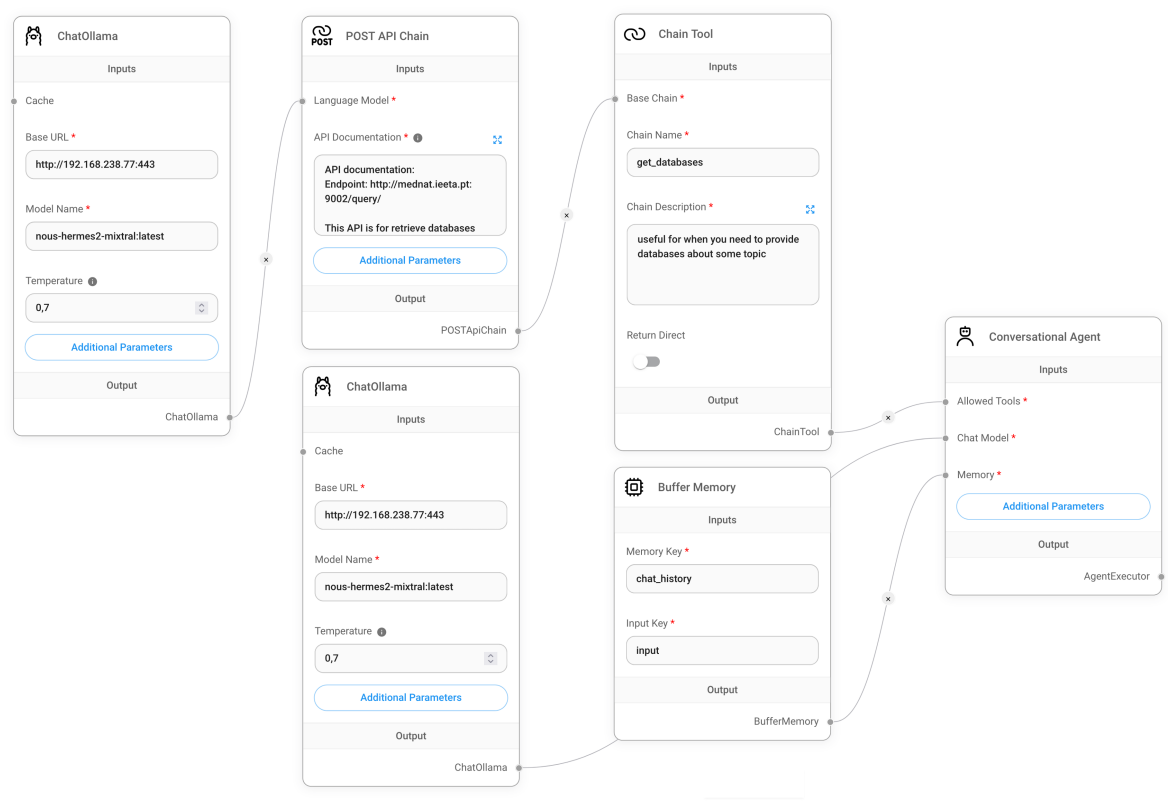 ChatOllama
Inputs
Cache
Base URL *
http://192.168.238.77:443
Model Name *
nous-hermes2-mixtral:latest
Temperature
0,7
Additional Parameters
Output
ChatOllama
POST
POST API Chain
Inputs
Language Model *
API Documentation *
API documentation:
Endpoint: http://mednat.ieeta.pt:
9002/query/
This API is for retrieve databases
Additional Parameters
Output
POSTApiChain
ChatOllama
Inputs
Cache
Base URL *
http://192.168.238.77:443
Model Name *
nous-hermes2-mixtral:latest
Temperature
0,7
Additional Parameters
Output
ChatOllama
Chain Tool
Inputs
Base Chain *
Chain Name *
get_databases
Chain Description *
useful for when you need to provide
databases about some topic
Return Direct
Output
ChainTool
Buffer Memory
Inputs
Memory Key *
chat_history
Input Key *
input
Output
BufferMemory
Conversational Agent
Inputs
Allowed Tools *
Chat Model *
Memory *
Additional Parameters
Output
AgentExecutor